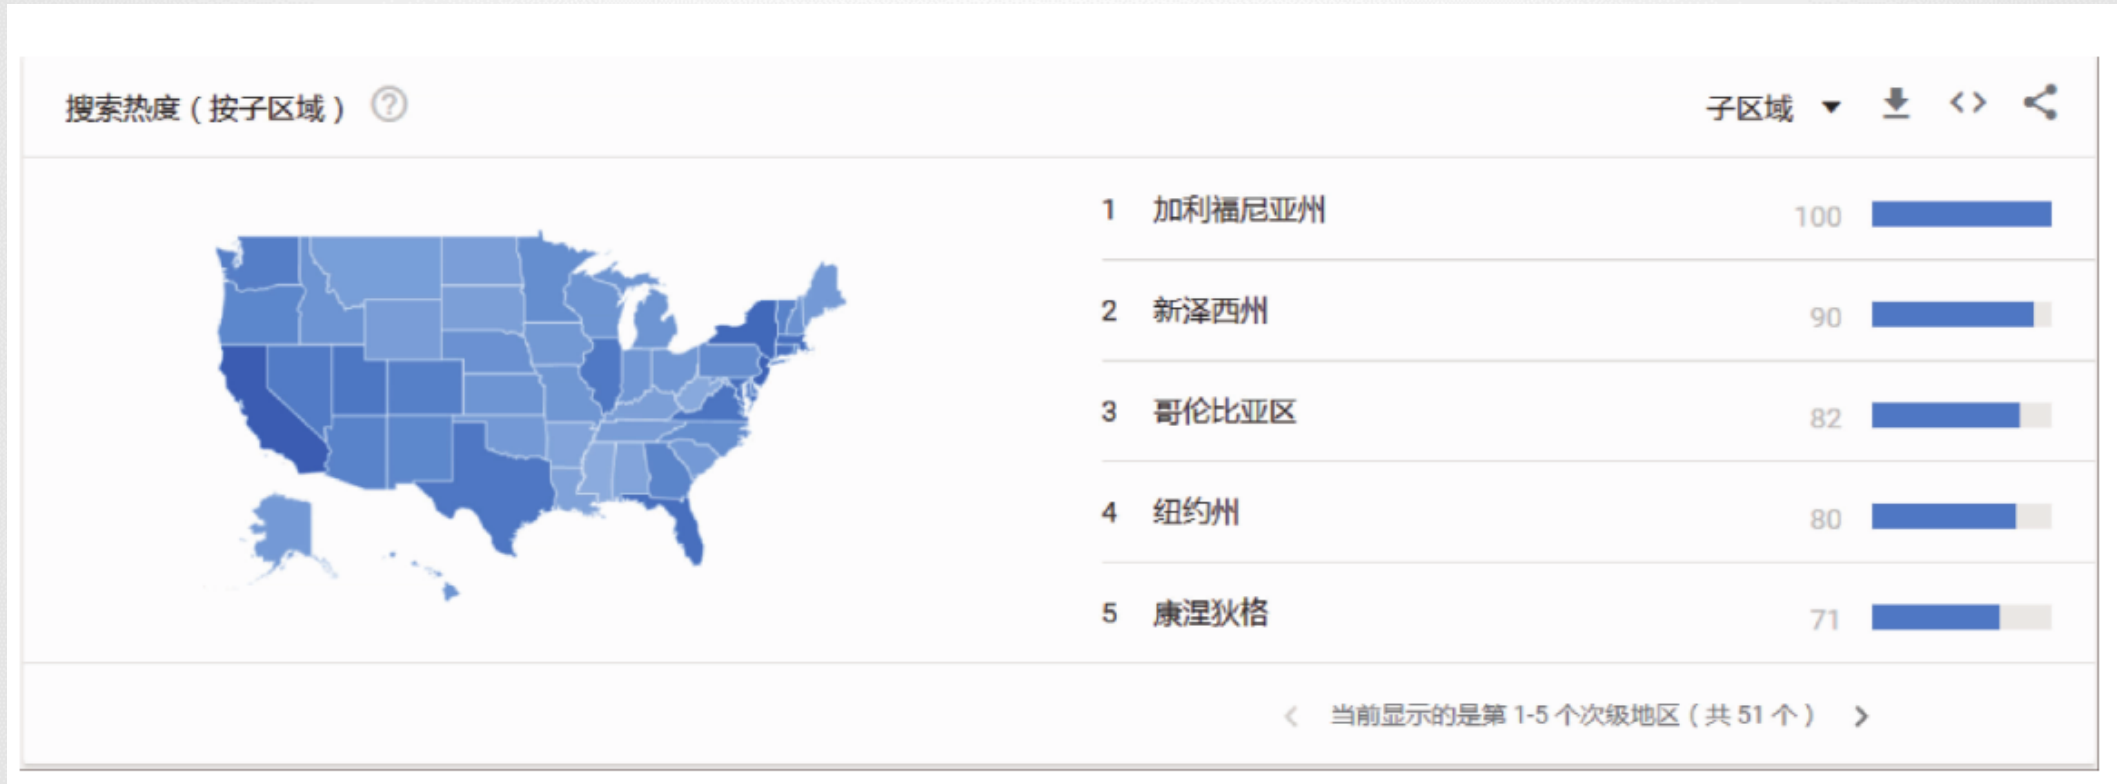 搜索热度（按子区域）
子区域
1 加利福尼亚州 100
2 新泽西州 90
3 哥伦比亚区 82
4 纽约州 80
5 康涅狄格 71
当前显示的是第 1-5 个次级地区（共 51 个）